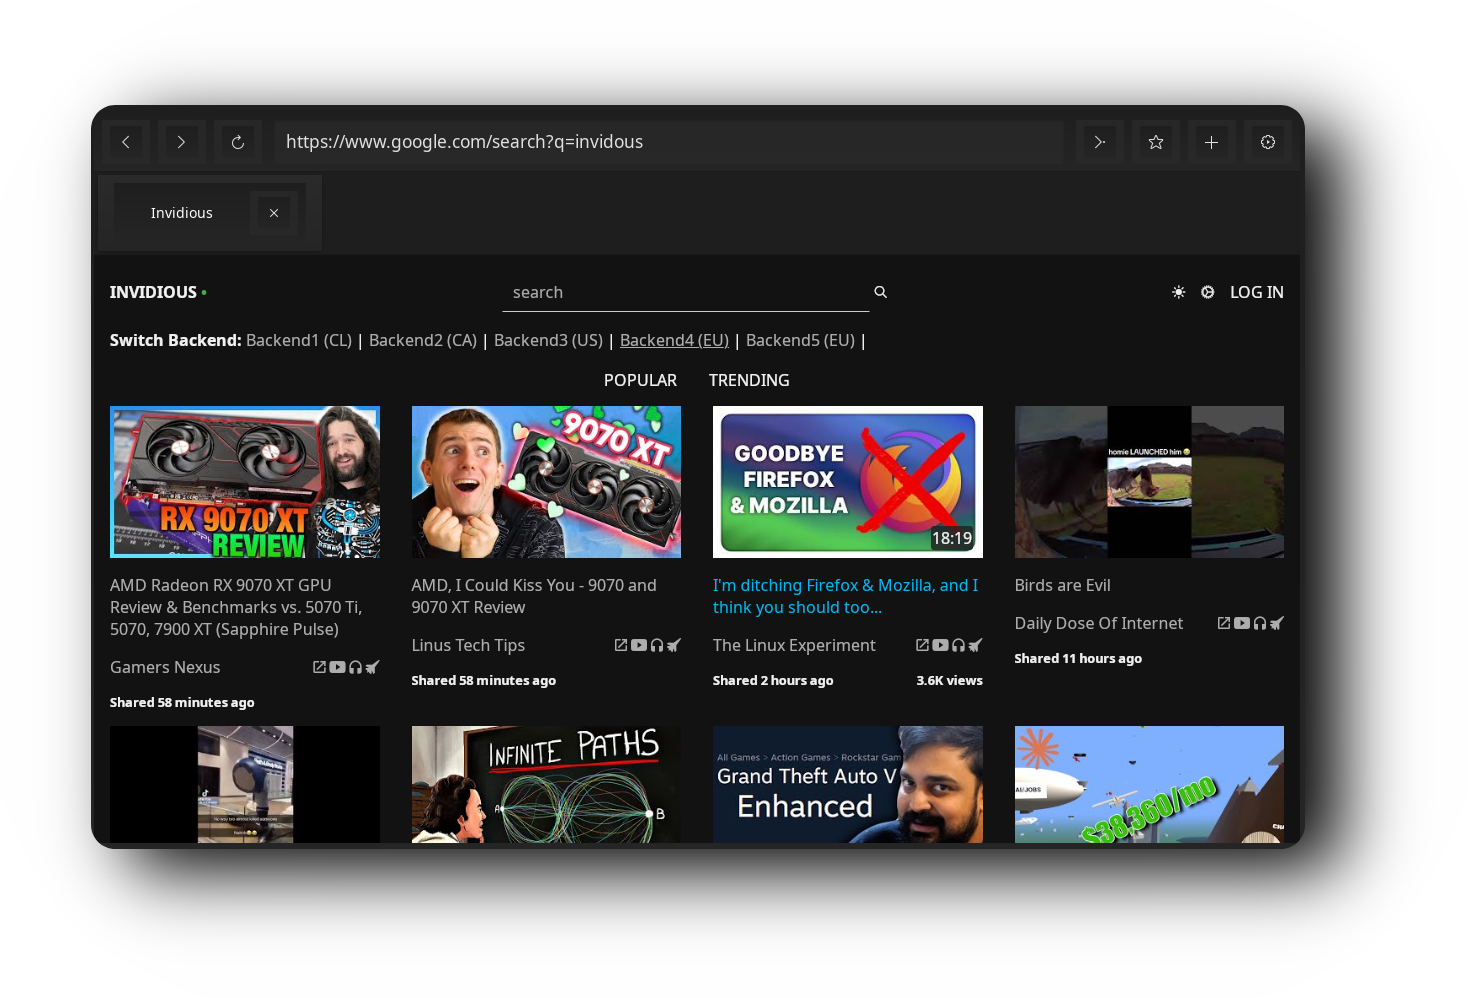 https://www.google.com/search?q=invidous
Invidious
INVIDIOUS
search
LOG IN
Switch Backend: Backend1 (CL) | Backend2 (CA) | Backend3 (US) | Backend4 (EU) | Backend5 (EU) |
POPULAR TRENDING
RX 9070 XT
REVIEW
9070 XT
GOODBYE
FIREFOX
& MOZILLA
18:19
homie LAUNCHED him
AMD Radeon RX 9070 XT GPU
Review & Benchmarks vs. 5070 Ti,
5070, 7900 XT (Sapphire Pulse)
Gamers Nexus
Shared 58 minutes ago
AMD, I Could Kiss You - 9070 and
9070 XT Review
Linus Tech Tips
Shared 58 minutes ago
I'm ditching Firefox & Mozilla, and I
think you should too...
The Linux Experiment
Shared 2 hours ago 3.6K views
Birds are Evil
Daily Dose Of Internet
Shared 11 hours ago
INFINITE PATHS
A
B
All Games > Action Games > Rockstar Gam
Grand Theft Auto V
Enhanced
JOBS
$38,360/mo